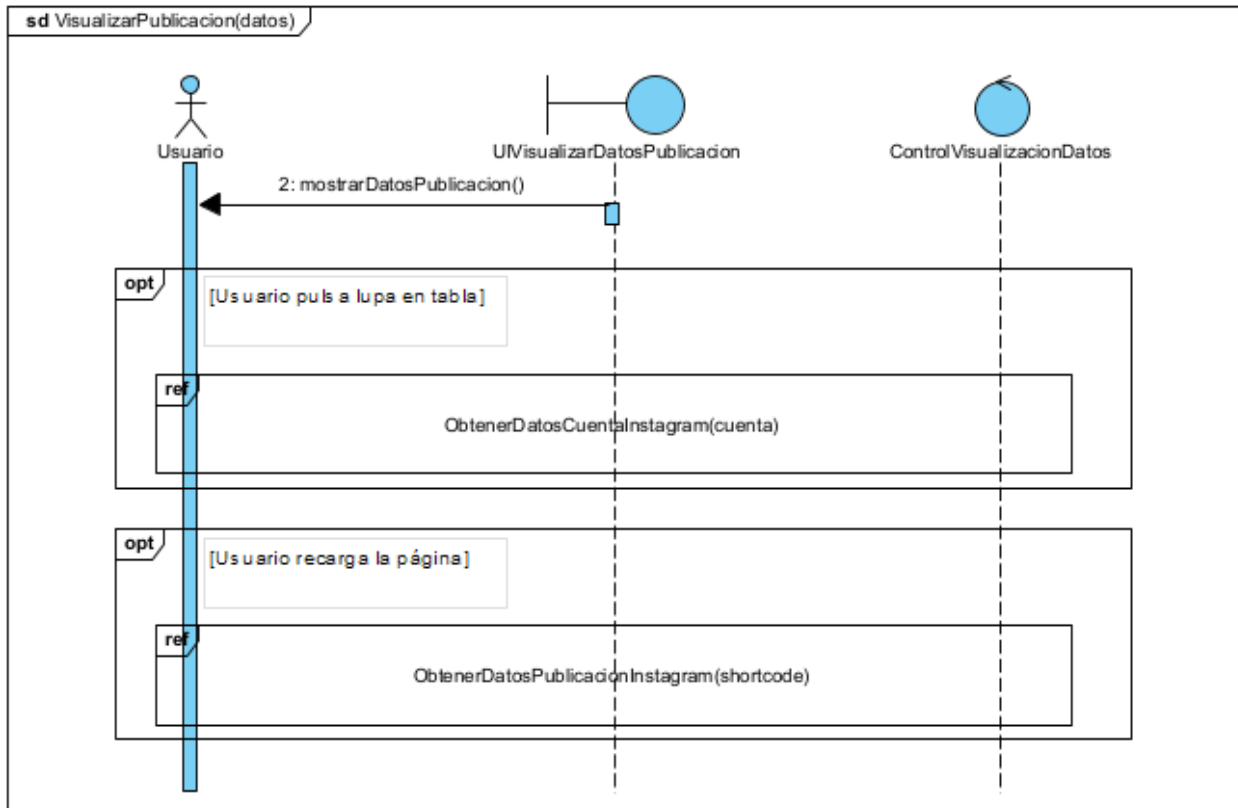 sd VisualizarPublicacion(datos)
Usuario
UIVisualizarDatosPublicacion
ControlVisualizacionDatos
2: mostrarDatosPublicacion()
opt
[Usuario pulsa lupa en tabla]
ref
ObtenerDatosCuentaInstagram(cuenta)
opt
[Usuario recarga la página]
ref
ObtenerDatosPublicacionInstagram(shortcode)